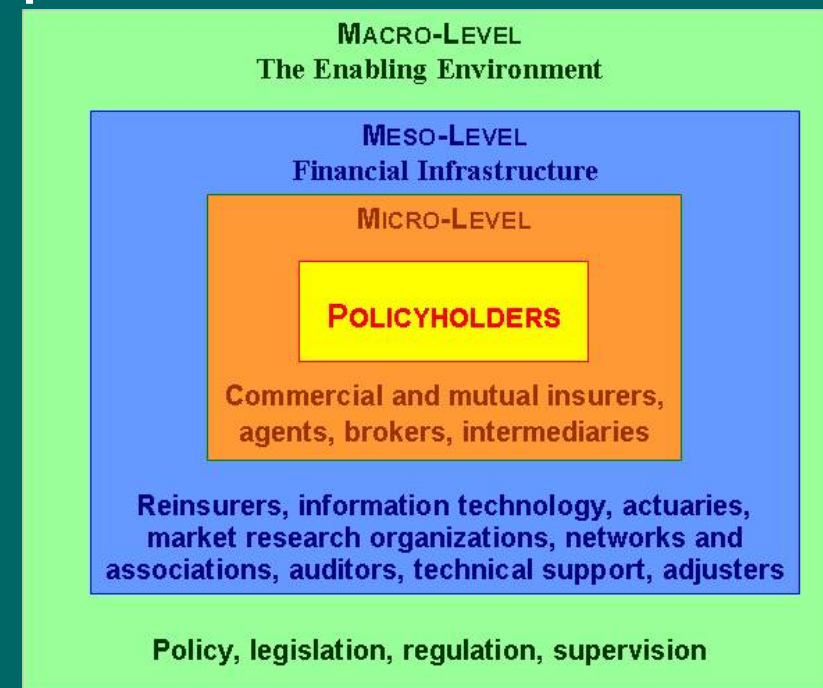 MACRO-LEVEL
The Enabling Environment
MESO-LEVEL
Financial Infrastructure
MICRO-LEVEL
POLICYHOLDERS
Commercial and mutual insurers,
agents, brokers, intermediaries
Reinsurers, information technology, actuaries,
market research organizations, networks and
associations, auditors, technical support, adjusters
Policy, legislation, regulation, supervision